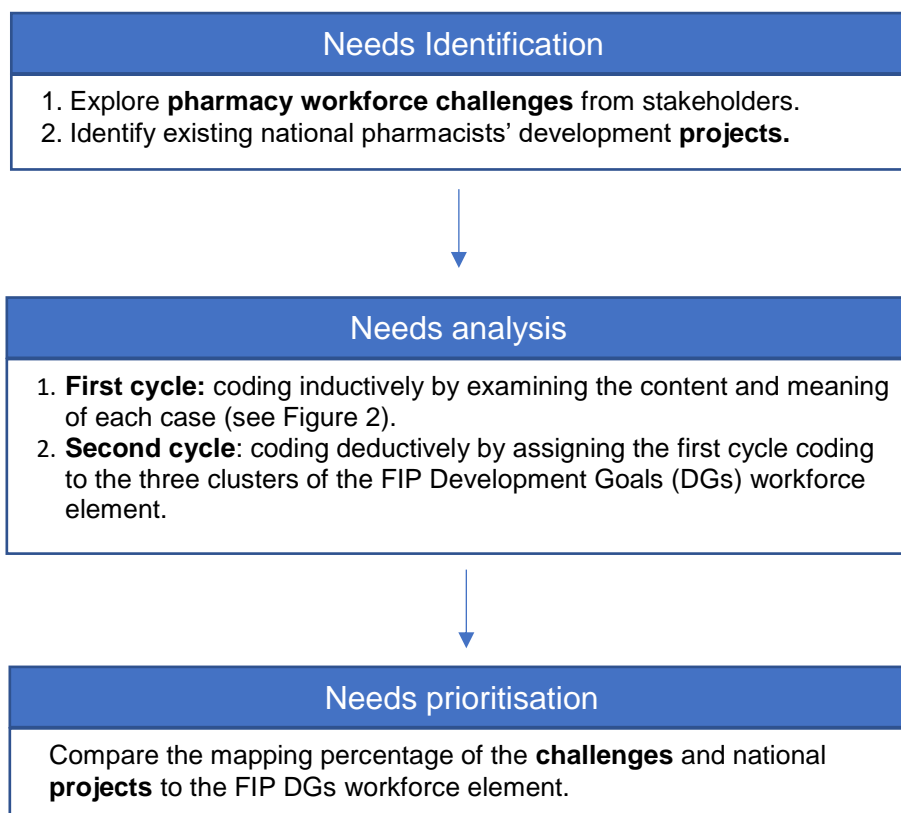 Needs Identification
1. Explore pharmacy workforce challenges from stakeholders.
2. Identify existing national pharmacists' development projects.
Needs analysis
1. First cycle: coding inductively by examining the content and meaning
of each case (see Figure 2).
2. Second cycle: coding deductively by assigning the first cycle coding
to the three clusters of the FIP Development Goals (DGs) workforce
element.
Needs prioritisation
Compare the mapping percentage of the challenges and national
projects to the FIP DGs workforce element.